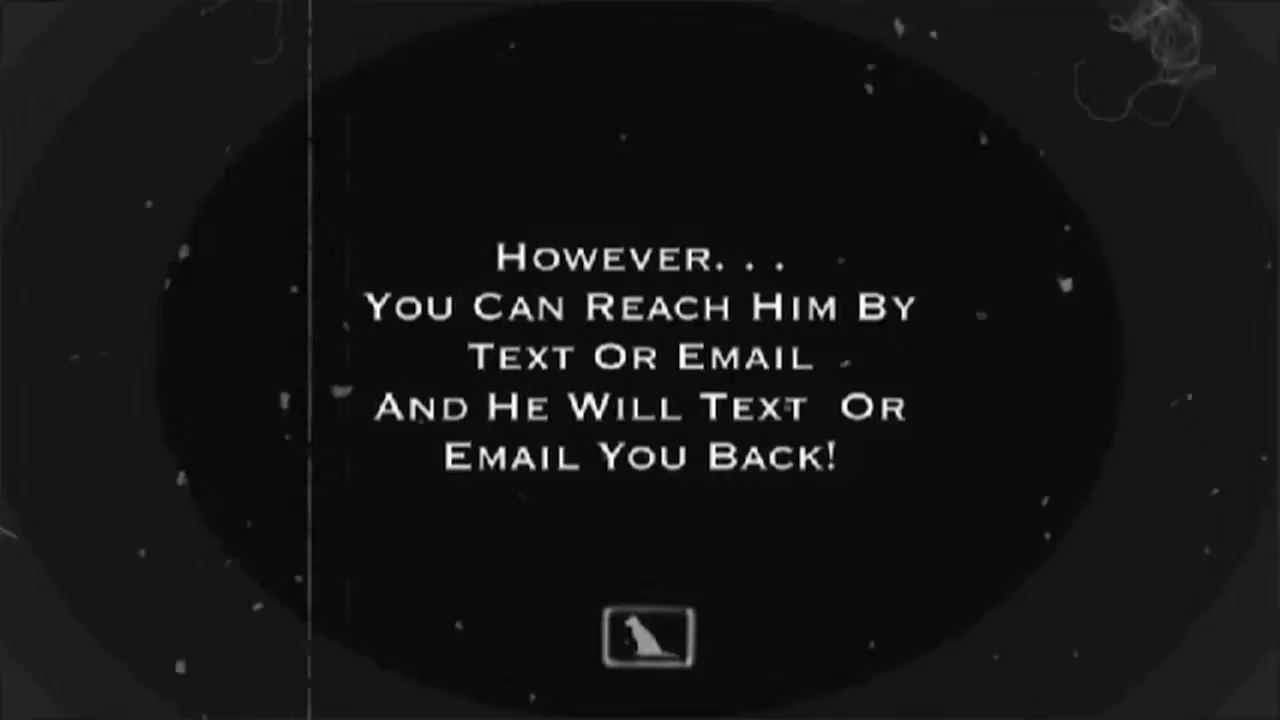 However. . .
You Can Reach Him By
Text Or Email
And He Will Text Or
Email You Back!